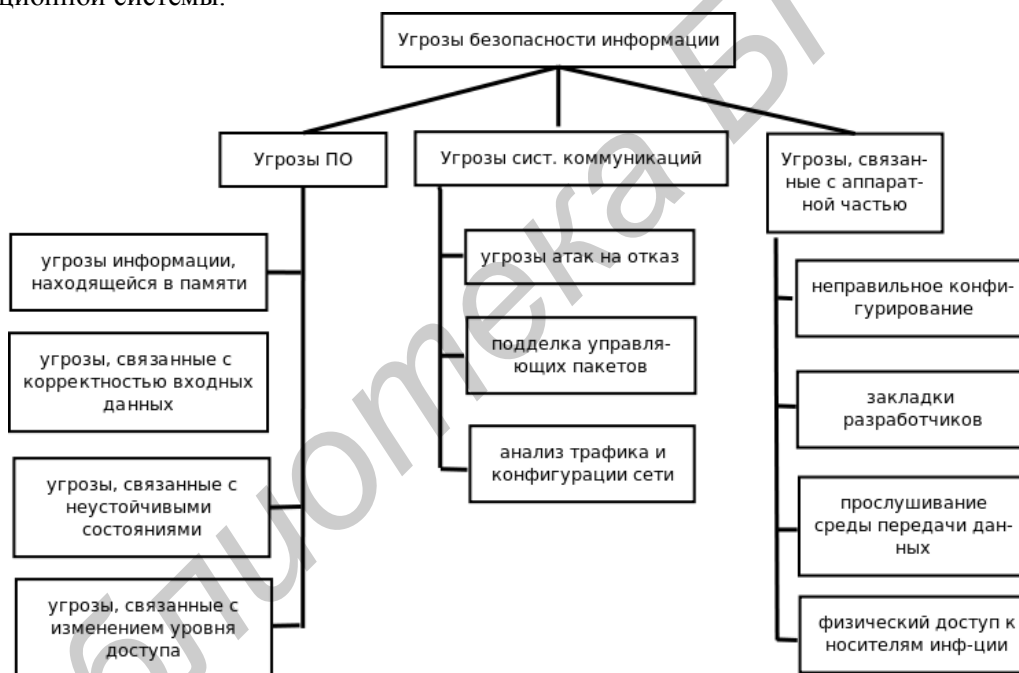 ционной системы.
Угрозы безопасности информации
Угрозы ПО
Угрозы сист. коммуникаций
Угрозы, связан-
ные с аппарат-
ной частью
угрозы информации,
находящейся в памяти
угрозы, связанные с
корректностью входных
данных
угрозы, связанные с
неустойчивыми
состояниями
угрозы, связанные с
изменением уровня
доступа
угрозы атак на отказ
подделка управля-
ющих пакетов
анализ трафика и
конфигурации сети
неправильное конфи-
гурирование
закладки
разработчиков
прослушивание
среды передачи дан-
ных
физический доступ к
носителям инф-ции